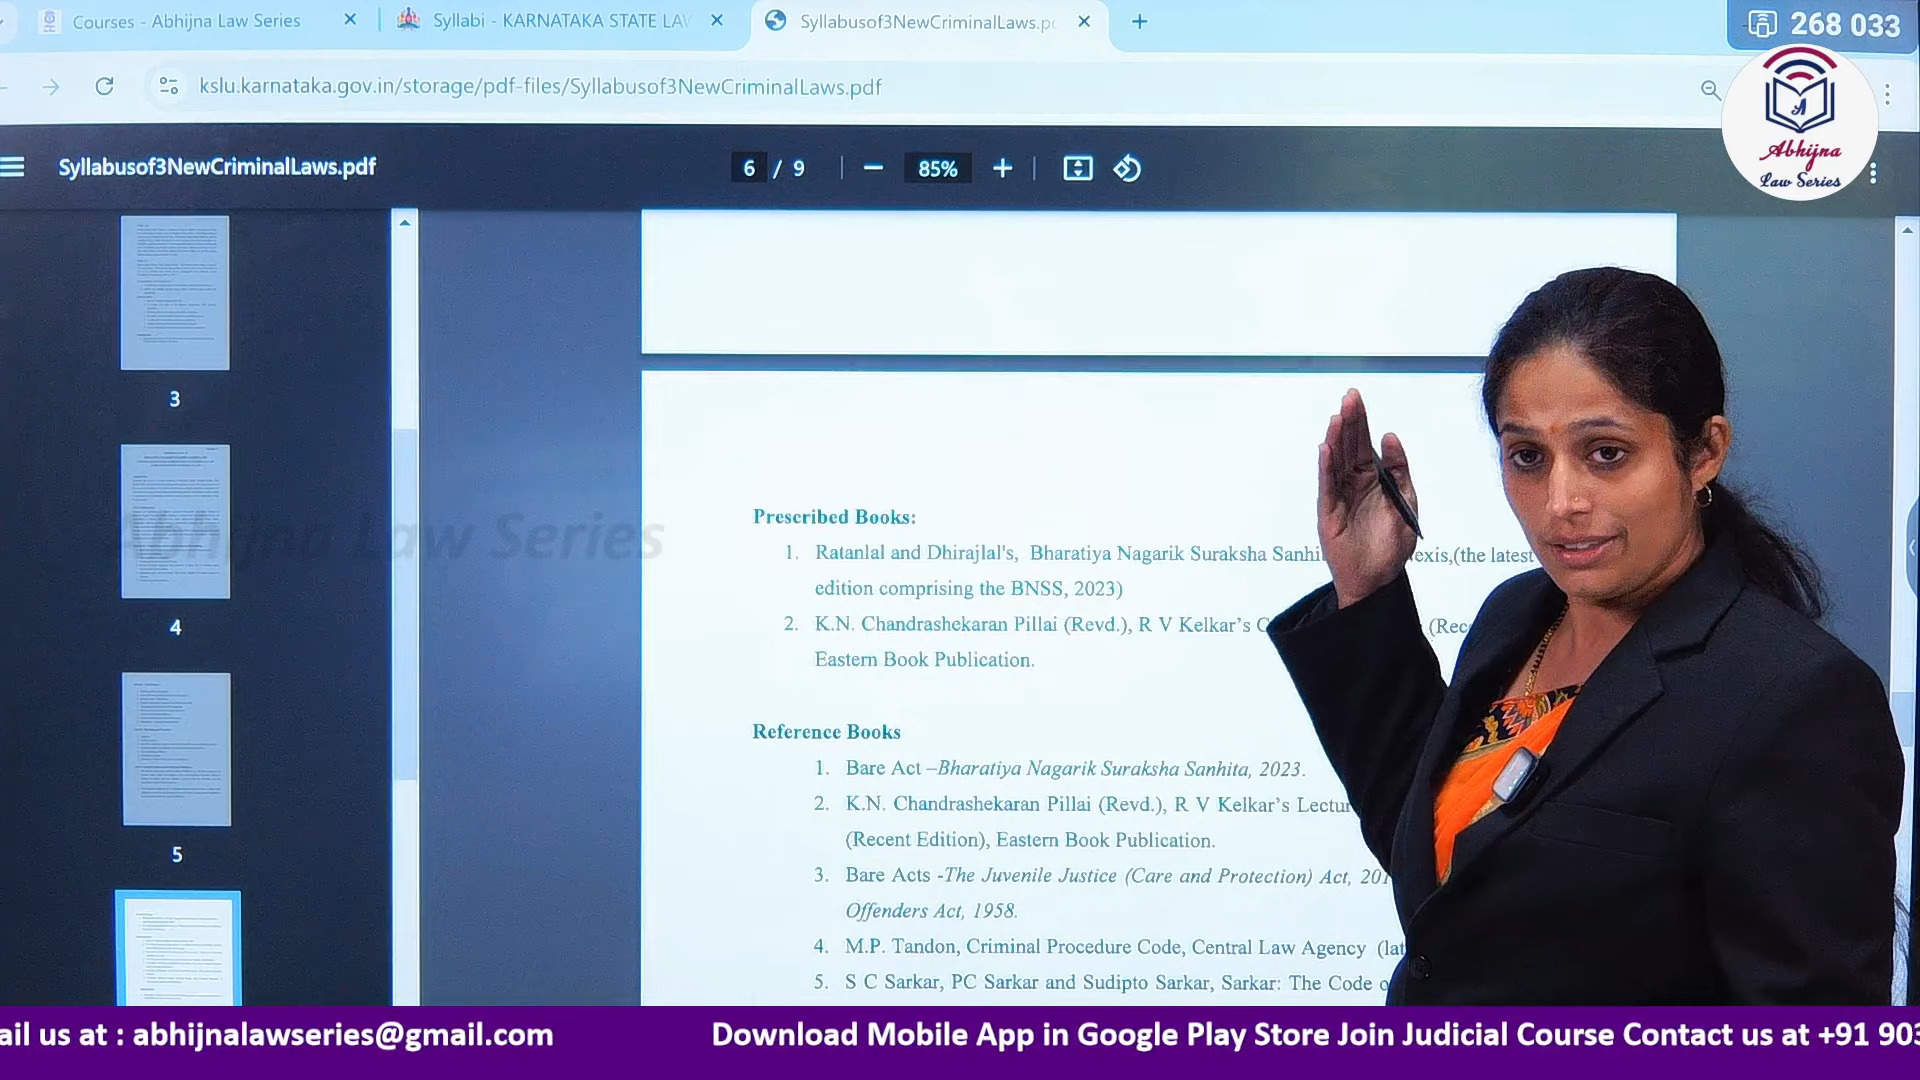 Courses - Abhijna Law Series
Syllabi - KARNATAKA STATE LAV
Syllabusof3NewCriminalLaws.p
268 033
kslu.karnataka.gov.in/storage/pdf-files/Syllabusof3NewCriminalLaws.pdf
A
Abhijna
Law Series
Syllabusof3NewCriminalLaws.pdf
6 / 9
85%
3
4
5
Abhijna Law Series
Prescribed Books:
1. Ratanlal and Dhirajlal's, Bharatiya Nagarik Suraksha Sanhi exis,(the latest
edition comprising the BNSS, 2023)
2. K.N. Chandrashekaran Pillai (Revd.), R V Kelkar’s C (Rec
Eastern Book Publication.
Reference Books
1. Bare Act –Bharatiya Nagarik Suraksha Sanhita, 2023.
2. K.N. Chandrashekaran Pillai (Revd.), R V Kelkar’s Lectur
(Recent Edition), Eastern Book Publication.
3. Bare Acts -The Juvenile Justice (Care and Protection) Act, 201
Offenders Act, 1958.
4. M.P. Tandon, Criminal Procedure Code, Central Law Agency (lat
5. S C Sarkar, PC Sarkar and Sudipto Sarkar, Sarkar: The Code o
ail us at : abhijnalawseries@gmail.com
Download Mobile App in Google Play Store Join Judicial Course Contact us at +91 903